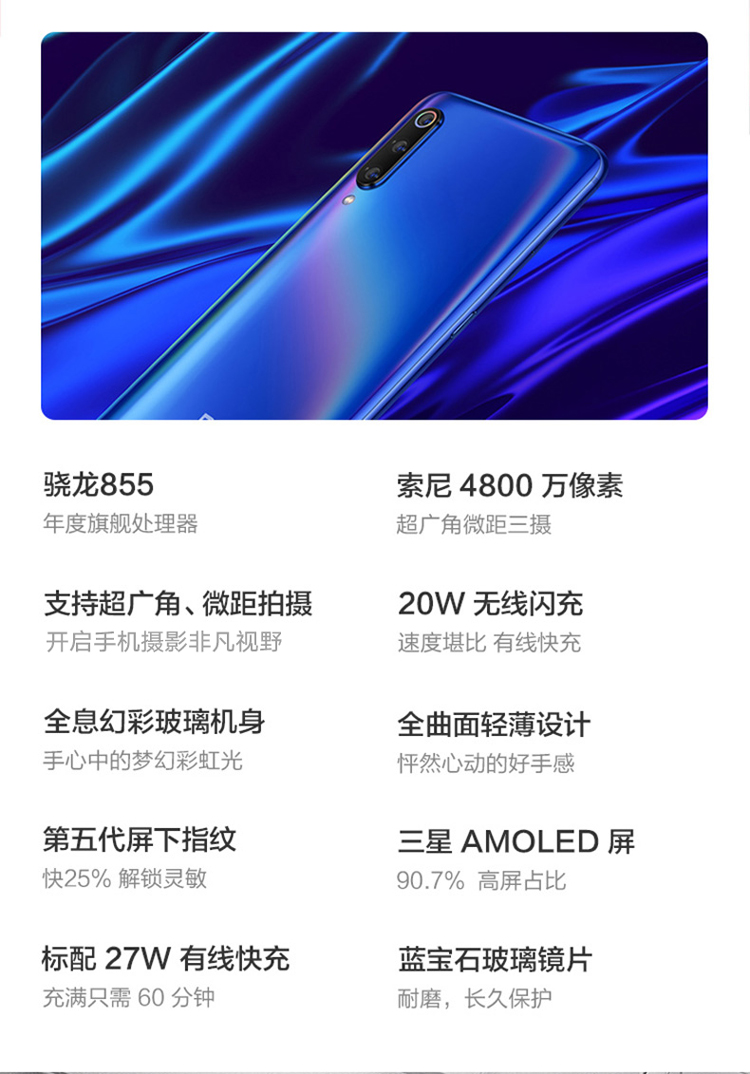 骁龙855
年度旗舰处理器
索尼 4800 万像素
超广角微距三摄
支持超广角、微距拍摄
开启手机摄影非凡视野
20W 无线闪充
速度堪比 有线快充
全息幻彩玻璃机身
手心中的梦幻彩虹光
全曲面轻薄设计
怦然心动的好手感
第五代屏下指纹
快25% 解锁灵敏
三星 AMOLED 屏
90.7% 高屏占比
标配 27W 有线快充
充满只需 60 分钟
蓝宝石玻璃镜片
耐磨，长久保护